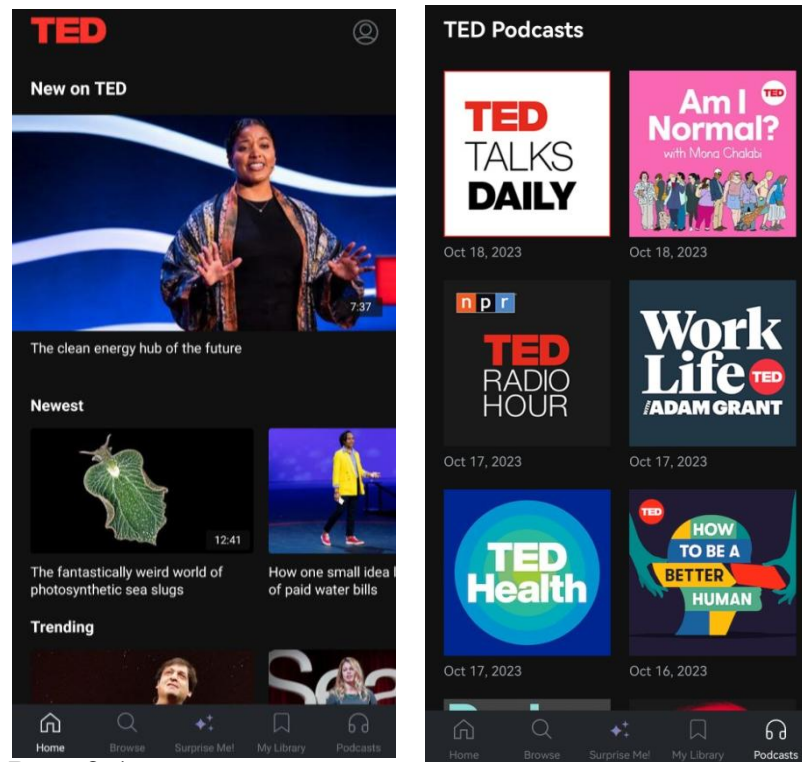 TED
New on TED
7:37
The clean energy hub of the future
Newest
12:41
The fantastically weird world of
photosynthetic sea slugs
How one small idea
of paid water bills
Trending
Sea
Home
Browse
Surprise Me!
My Library
Podcasts
TED Podcasts
TED
TALKS
DAILY
Oct 18, 2023
TED
Am I
Normal?
with Mona Chalabi
Oct 18, 2023
npr
TED
RADIO
HOUR
Oct 17, 2023
Work
Life
TED
WITH
ADAM GRANT
Oct 17, 2023
TED
Health
Oct 17, 2023
TED
HOW
TO BE A
BETTER
HUMAN
Oct 16, 2023
Home
Browse
Surprise Me!
My Library
Podcasts